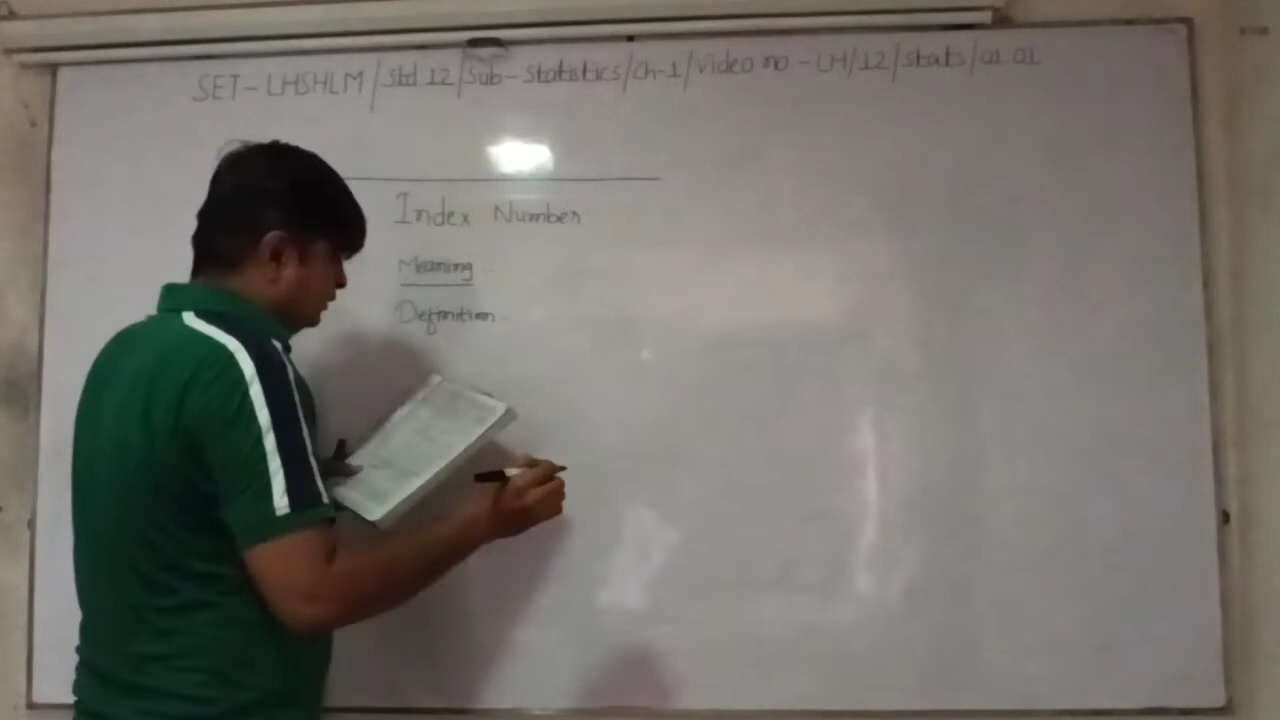 SET - LHSHLM / Std 12 / Sub - Statistics / Ch-1 / Video no - LH / 12 / Stats / 01.01
Index Number
Meaning
Definition